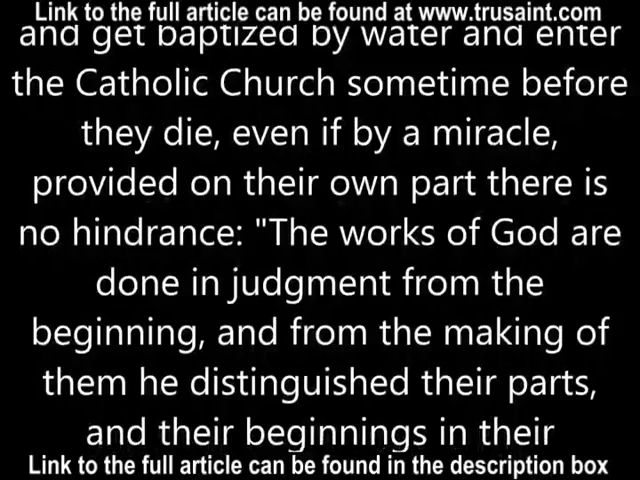 Link to the full article can be found at www.trusaint.com
and get baptized by water and enter
the Catholic Church sometime before
they die, even if by a miracle,
provided on their own part there is
no hindrance: "The works of God are
done in judgment from the
beginning, and from the making of
them he distinguished their parts,
and their beginnings in their
Link to the full article can be found in the description box